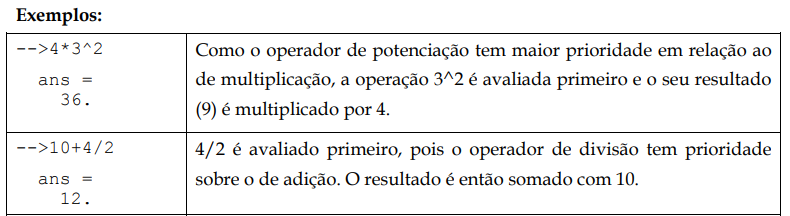 Exemplos:
-->4*3^2
ans =
36.
Como o operador de potenciação tem maior prioridade em relação ao
de multiplicação, a operação 3^2 é avaliada primeiro e o seu resultado
(9) é multiplicado por 4.
-->10+4/2
ans =
12.
4/2 é avaliado primeiro, pois o operador de divisão tem prioridade
sobre o de adição. O resultado é então somado com 10.